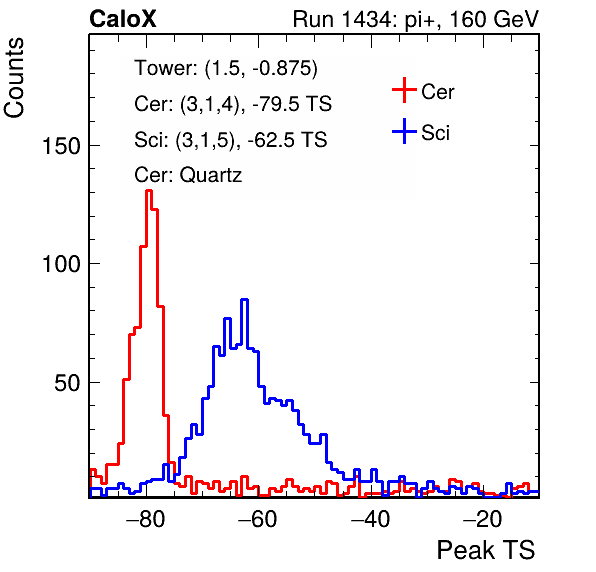 CaloX Run 1434: pi+, 160 GeV
Counts
Tower: (1.5, -0.875)
Cer: (3,1,4), -79.5 TS
Sci: (3,1,5), -62.5 TS
Cer: Quartz
Cer
Sci
150
100
50
−80 −60 −40 −20
Peak TS